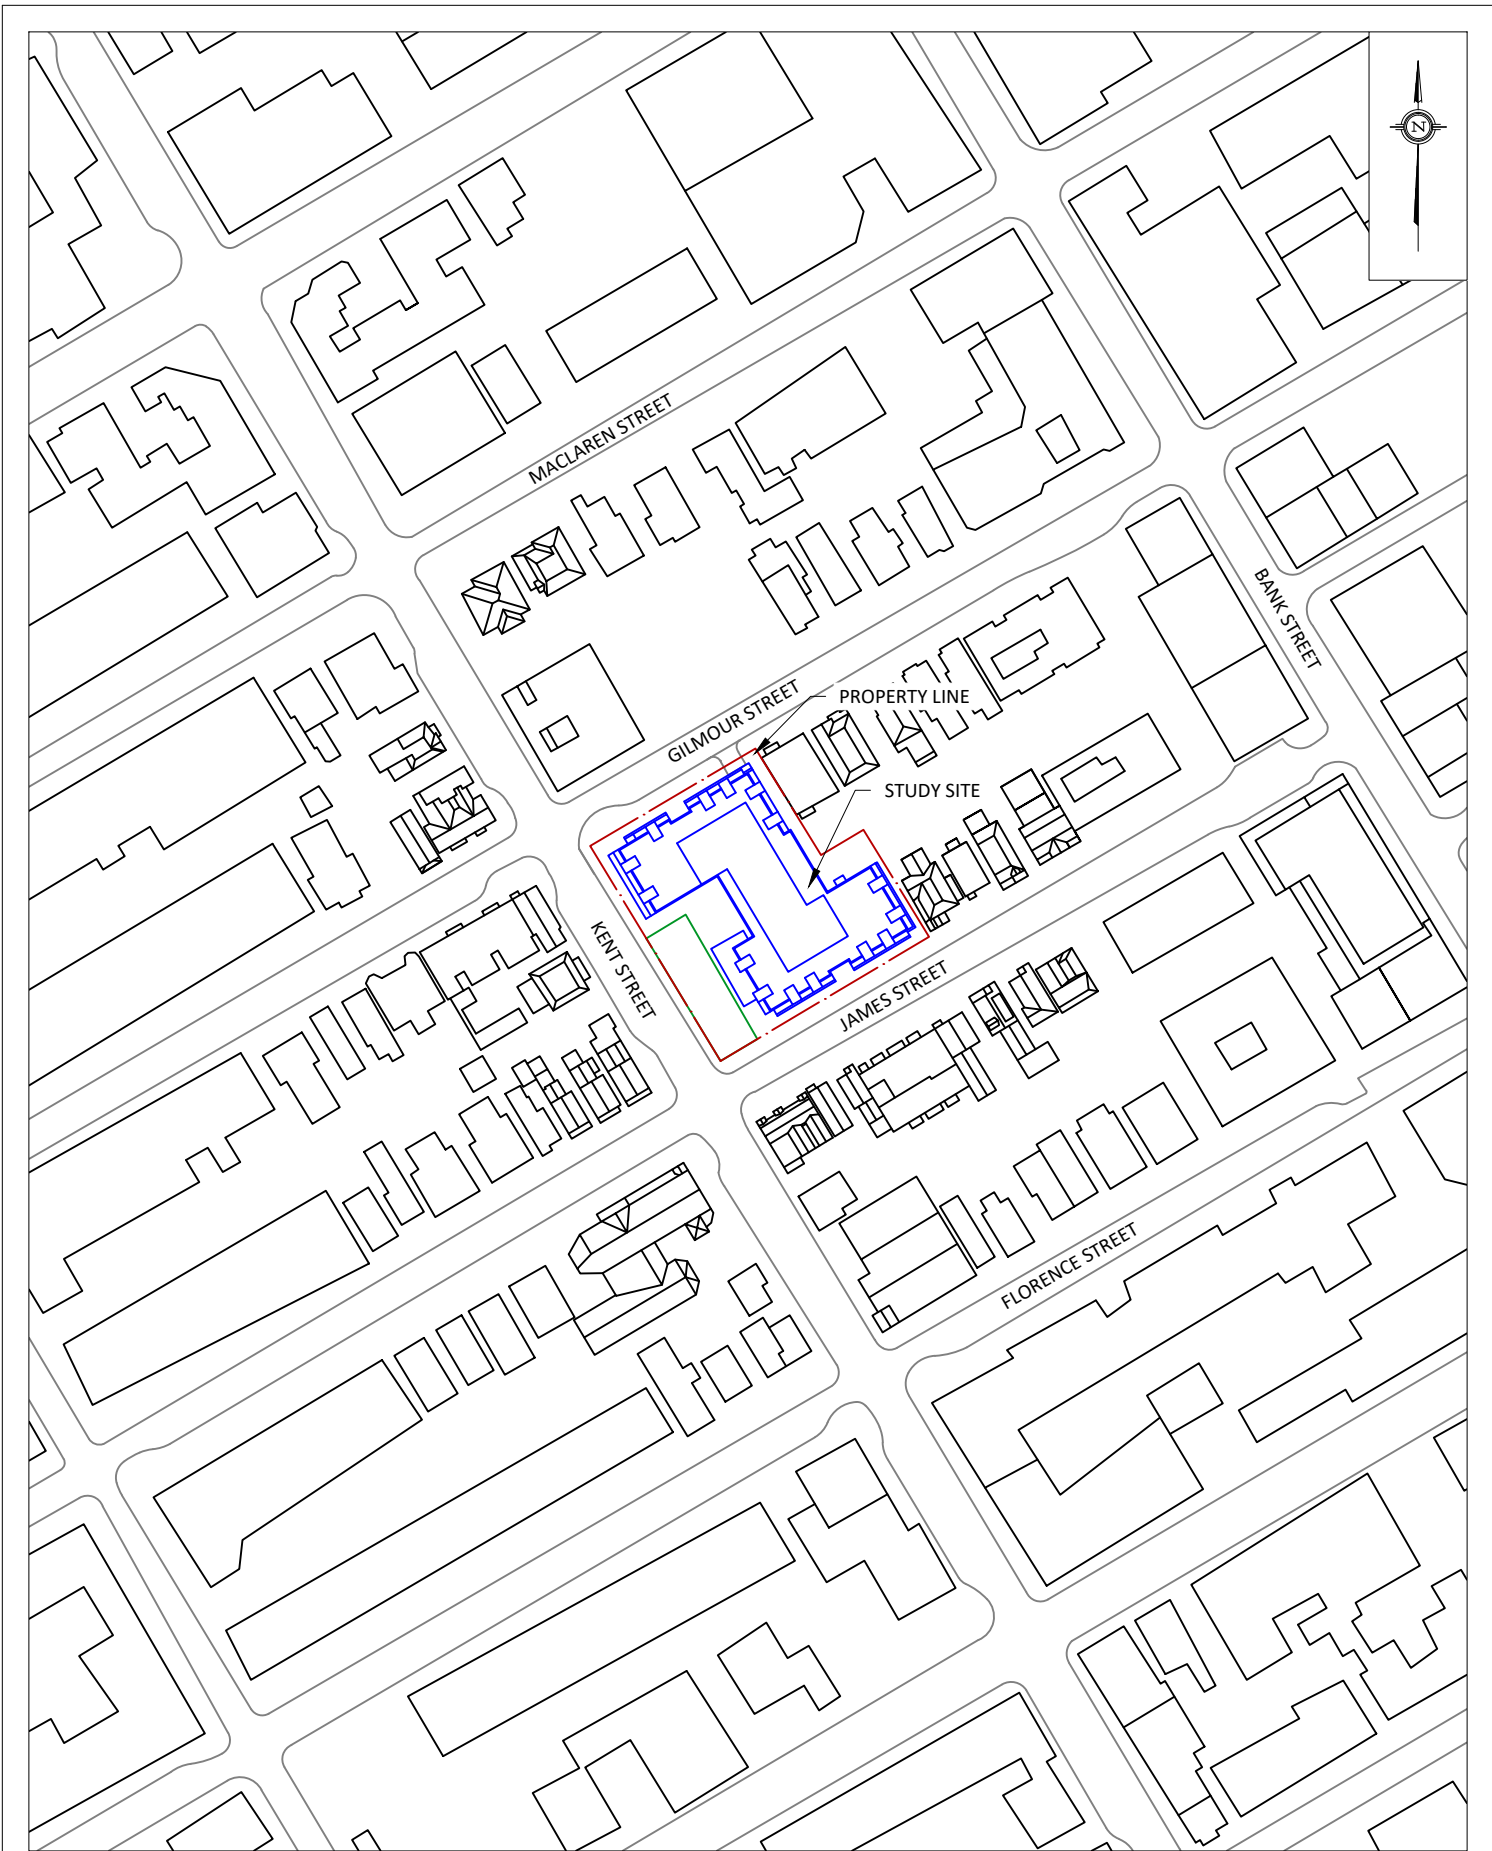 N
MACLAREN STREET
BANK STREET
GILMOUR STREET
PROPERTY LINE
STUDY SITE
KENT STREET
JAMES STREET
FLORENCE STREET